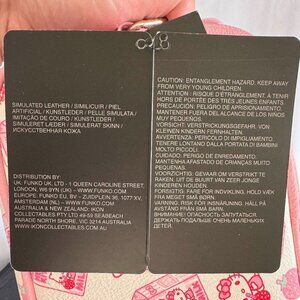 SIMULATED LEATHER / SIMILICUIR / PIEL
ARTIFICIAL / KUNSTLEDER / PELLE SIMULATA /
IMITAÇÃO DE COURO / KUNSTLEDER /
SIMULERET LÆDER / SIMULERAT SKINN /
ИСКУССТВЕННАЯ КОЖА
DISTRIBUTION BY:
UK: FUNKO UK LTD - 1 QUEEN CAROLINE STREET
LONDON, W6 9YN (UK) - WWW.FUNKO.COM
EUROPE: FUNKO EU, BV - ZUIDPLEIN 36, 1077 XV,
AMSTERDAM (NL) - WWW.FUNKO.COM
AUSTRALIA & NEW ZEALAND: IKON
COLLECTABLES PTY LTD 49-59 SEABEACH
PARADE NORTH SHORE, VIC 3214 AUSTRALIA
WWW.IKONCOLLECTABLES.COM.AU
CAUTION: ENTANGLEMENT HAZARD. KEEP AWAY
FROM VERY YOUNG CHILDREN.
ATTENTION : RISQUE D'ÉTRANGLEMENT. À TENIR
HORS DE PORTÉE DES TRÈS JEUNES ENFANTS.
PRECAUCIÓN: PELIGRO DE ENREDAMIENTO.
MANTENER FUERA DEL ALCANCE DE LOS NIÑOS
MUY PEQUEÑOS.
VORSICHT: VERSTRICKUNGSGEFAHR. VON
KLEINEN KINDERN FERNHALTEN.
AVVERTIMENTO: PERICOLO DI IMPIGLIAMENTO.
TENERE LONTANO DALLA PORTATA DI BAMBINI
MOLTO PICCOLI.
CUIDADO: PERIGO DE ENREDAMENTO.
MANTENHA AFASTADO DE CRIANÇAS MUITO
PEQUENAS.
VOORZICHTIG: GEVAAR OM VERSTRIKT TE
RAKEN. UIT DE BUURT VAN ZEER JONGE
KINDEREN HOUDEN.
FORSIGTIG: FARE FOR INDVIKLING. HOLD VÆK
FRA MEGET SMÅ BØRN.
VARNING: RISK FÖR INSNÄRJNING. HÅLL PÅ
AVSTÅND FRÅN SMÅ BARN.
ВНИМАНИЕ: ОПАСНОСТЬ ЗАПУТЫВАНИЯ.
ДЕРЖАТЬ ПОДАЛЬШЕ ОТ ОЧЕНЬ МАЛЕНЬКИХ
ДЕТЕЙ.